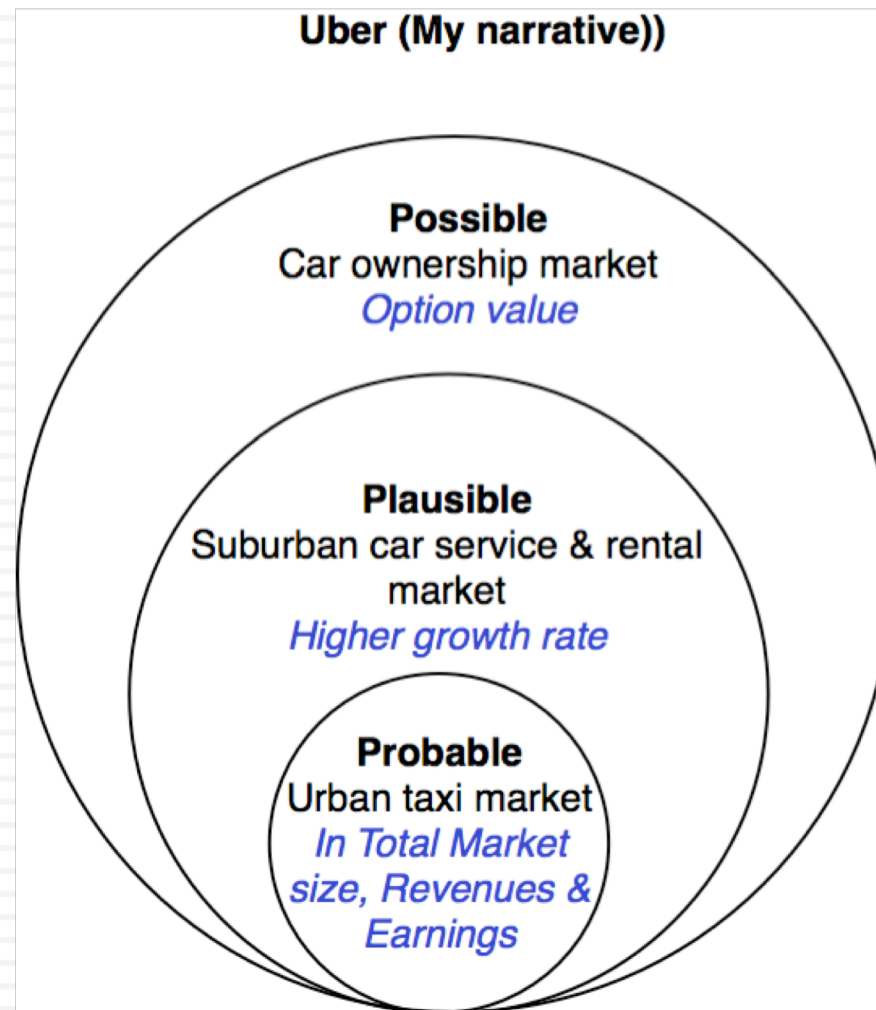 Uber (My narrative))
Possible
Car ownership market
Option value
Plausible
Suburban car service & rental
market
Higher growth rate
Probable
Urban taxi market
In Total Market
size, Revenues &
Earnings